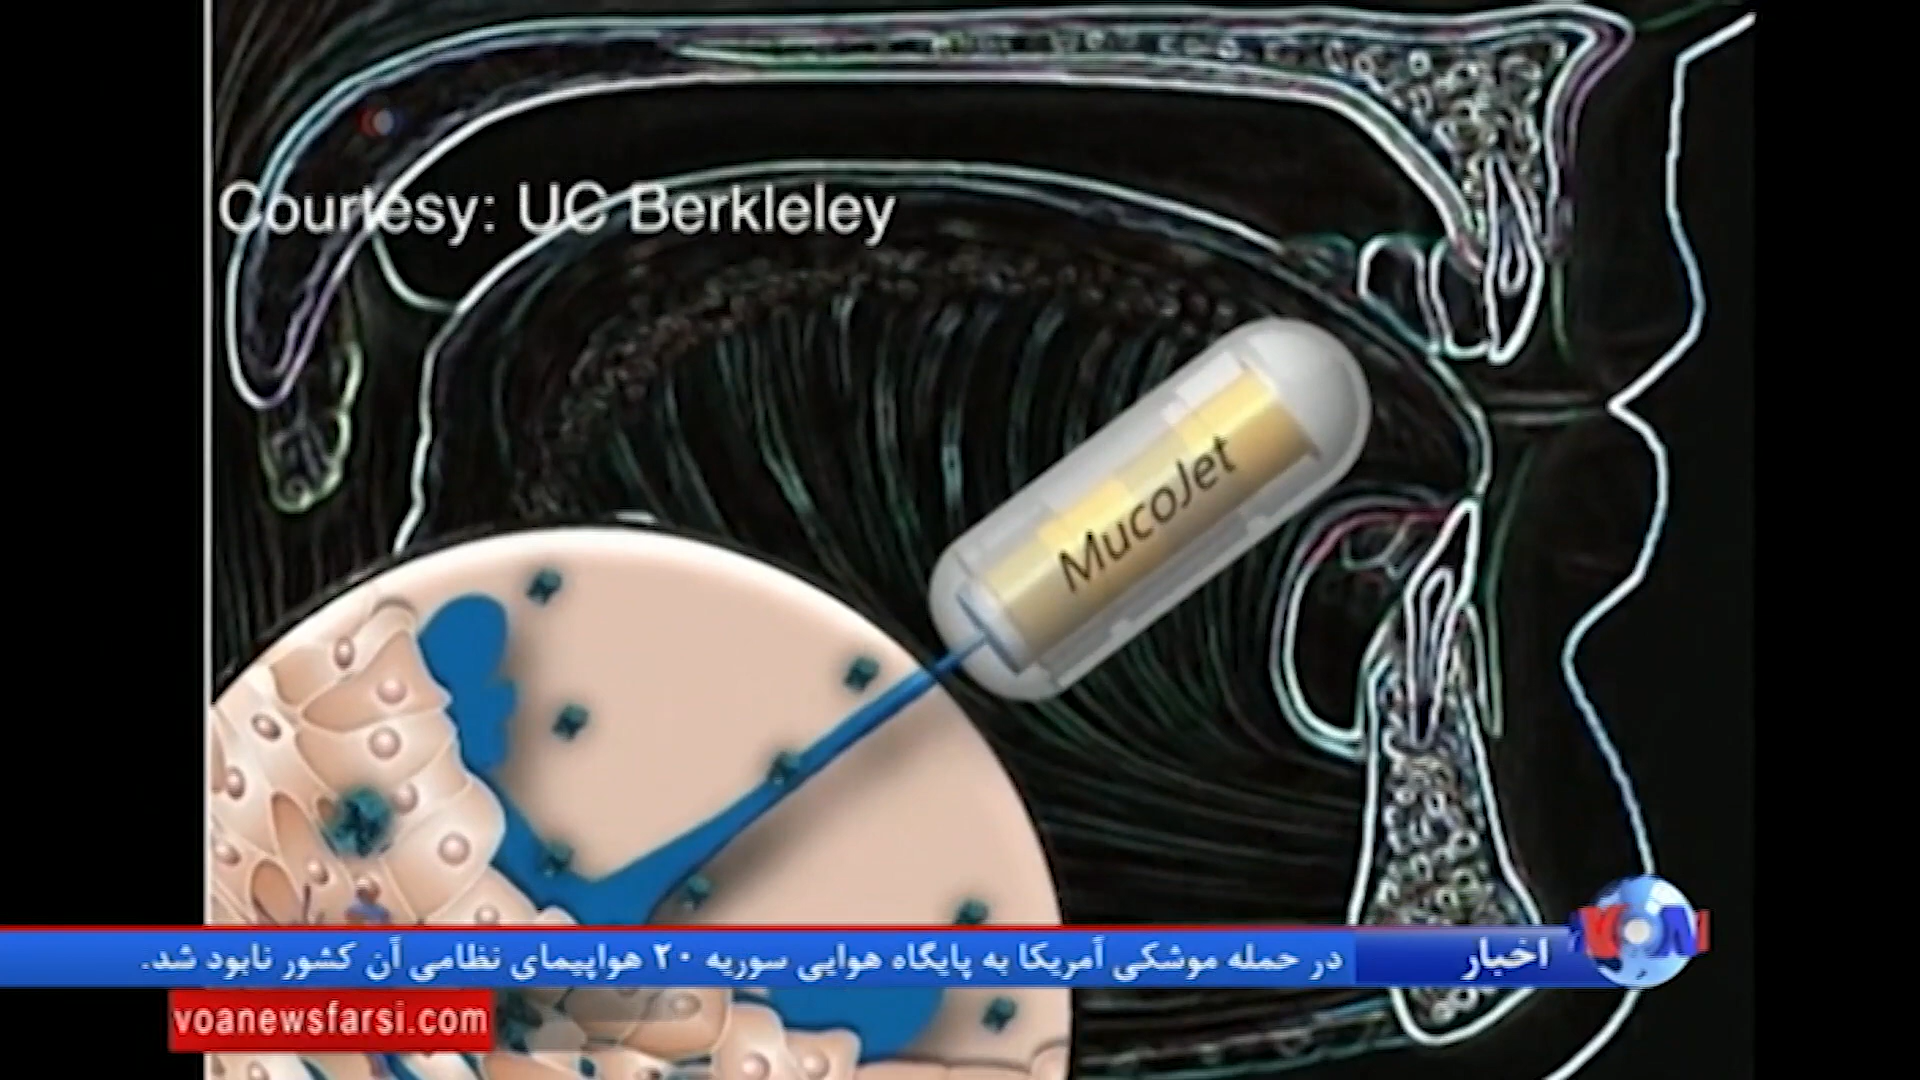 Courtesy: UC Berkleley
MucoJet
VOA
اخبار
در حمله موشکی آمریکا به پایگاه هوایی سوریه ۲۰ هواپیمای نظامی آن کشور نابود شد.
voanewsfarsi.com